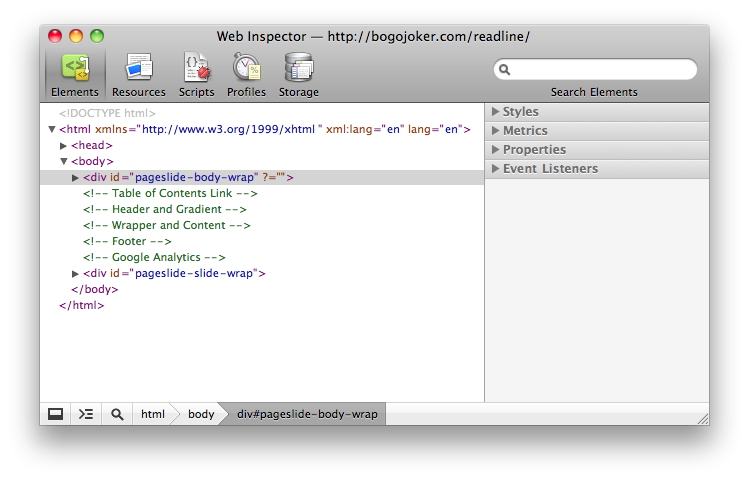 Web Inspector — http://bogojoker.com/readline/
Elements Resources Scripts Profiles Storage Search Elements
<!DOCTYPE html>
<html xmlns="http://www.w3.org/1999/xhtml " xml:lang="en" lang="en">
<head>
<body>
<div id="pageslide-body-wrap" ?="">
<!-- Table of Contents Link -->
<!-- Header and Gradient -->
<!-- Wrapper and Content -->
<!-- Footer -->
<!-- Google Analytics -->
<div id="pageslide-slide-wrap">
</body>
</html>
Styles
Metrics
Properties
Event Listeners
html body div#pageslide-body-wrap